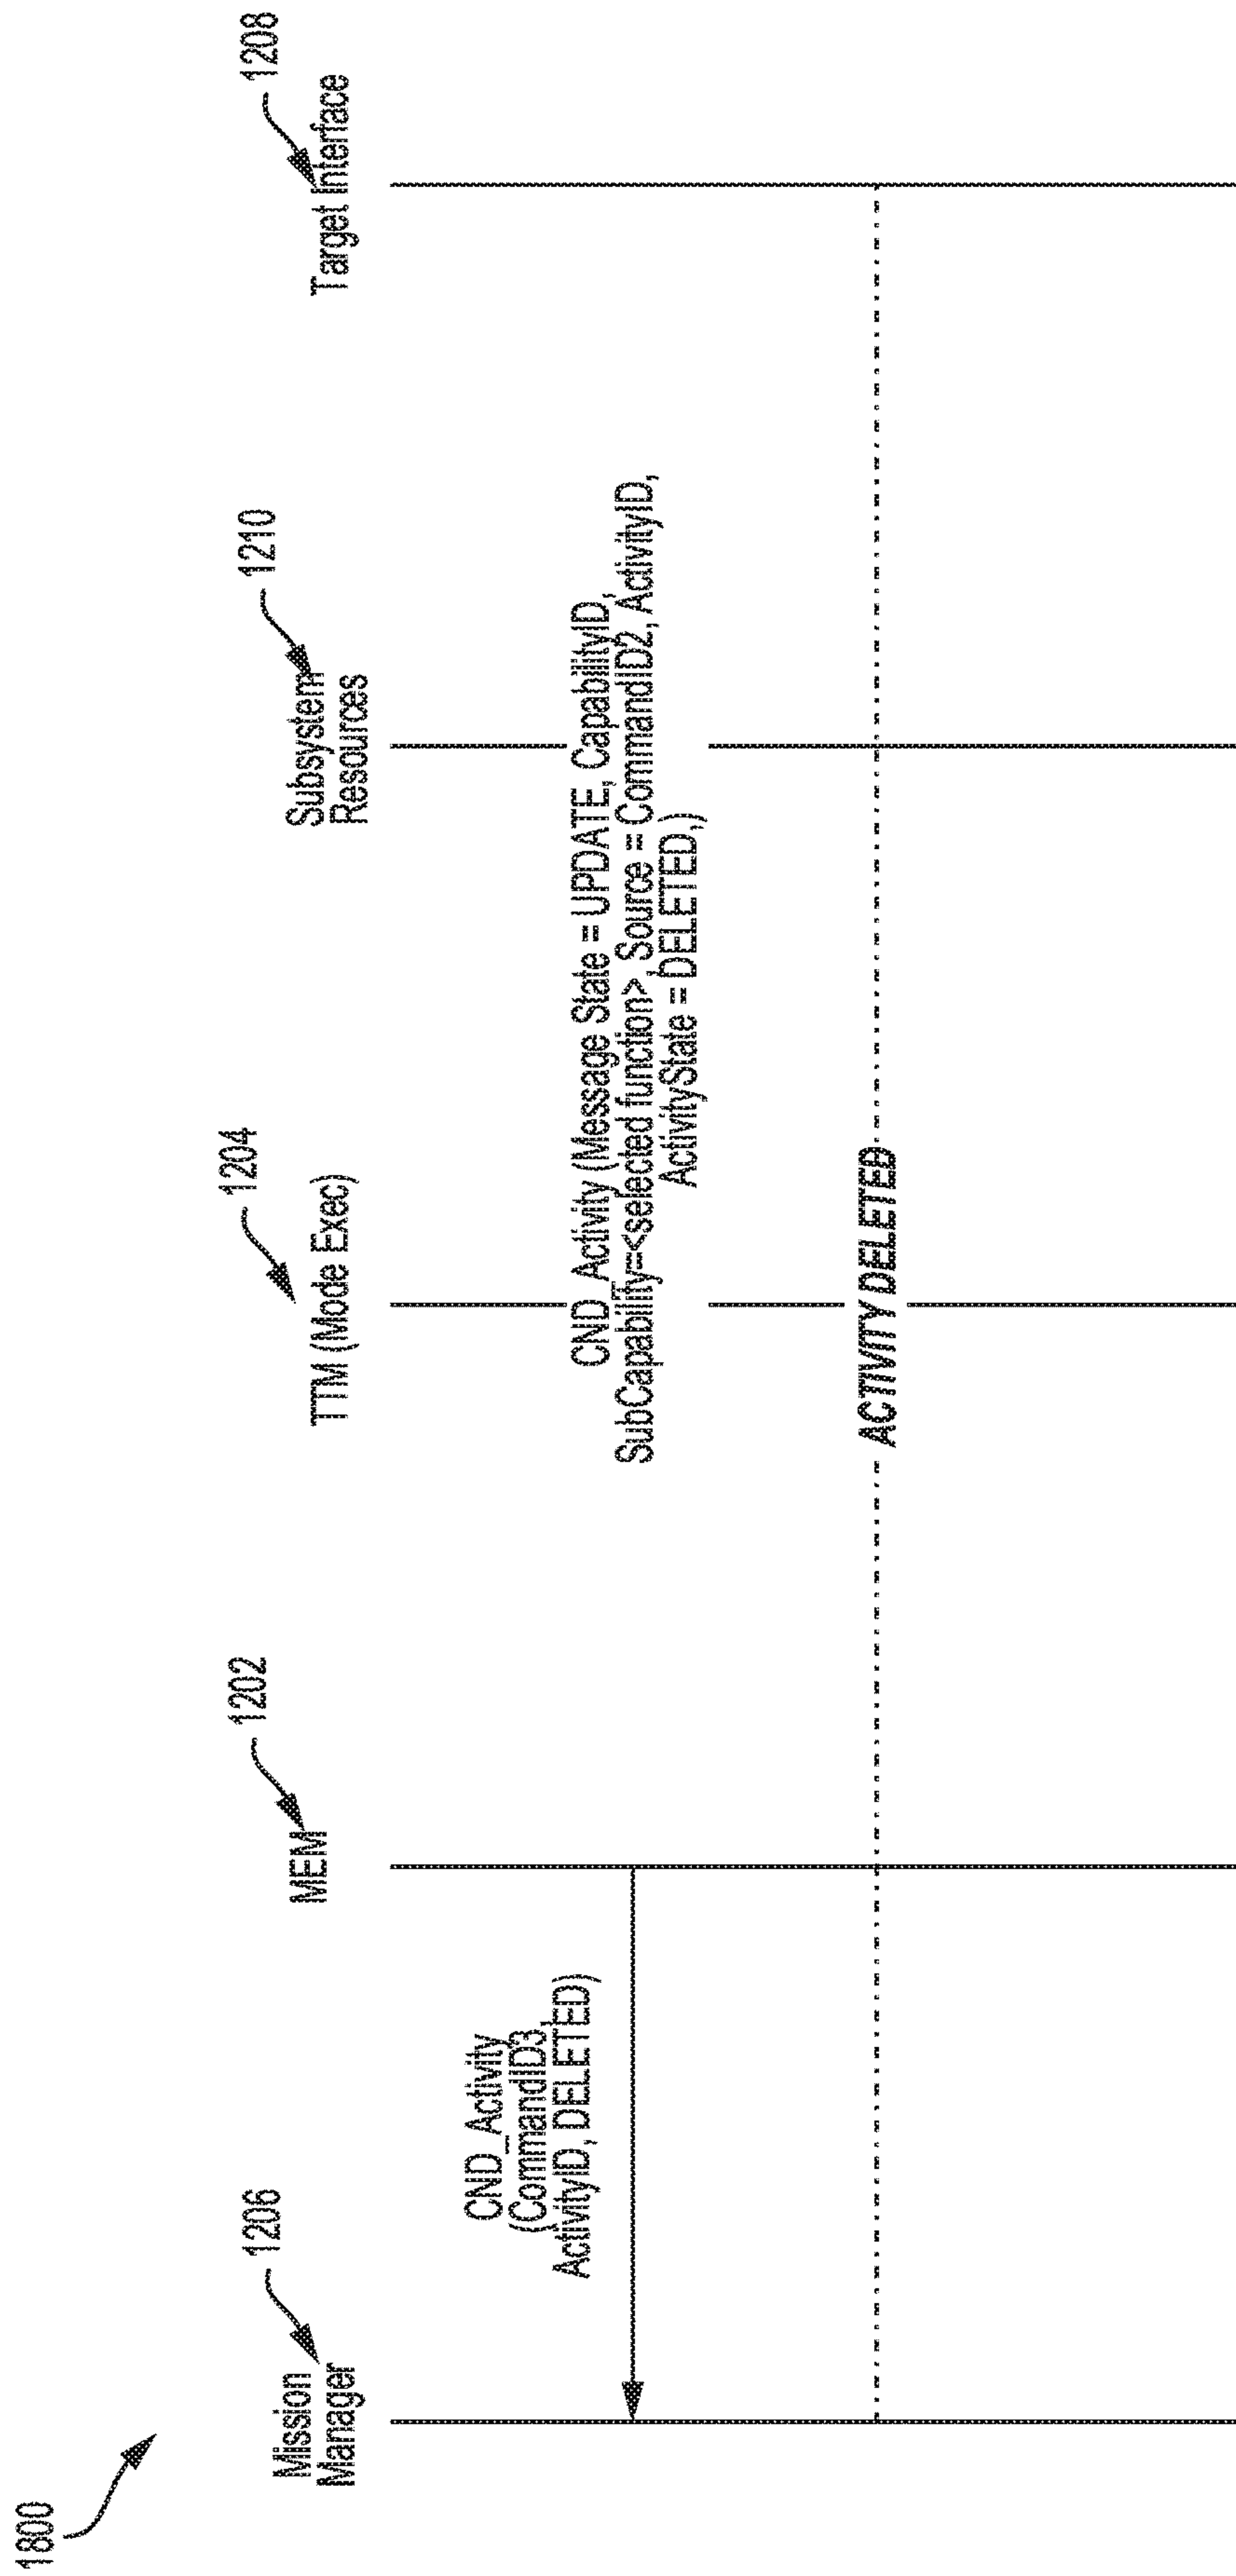 1800
1206
Mission
Manager
1202
MEM
1204
TTM (Mode Exec)
1210
Subsystem
Resources
1208
Target Interface
CND_Activity
(CommandID3,
ActivityID, DELETED)
CND_Activity (Message State = UPDATE, CapabilityID,
SubCapability=<selected function> Source = CommandID2, ActivityID,
ActivityState = DELETED,)
ACTIVITY DELETED